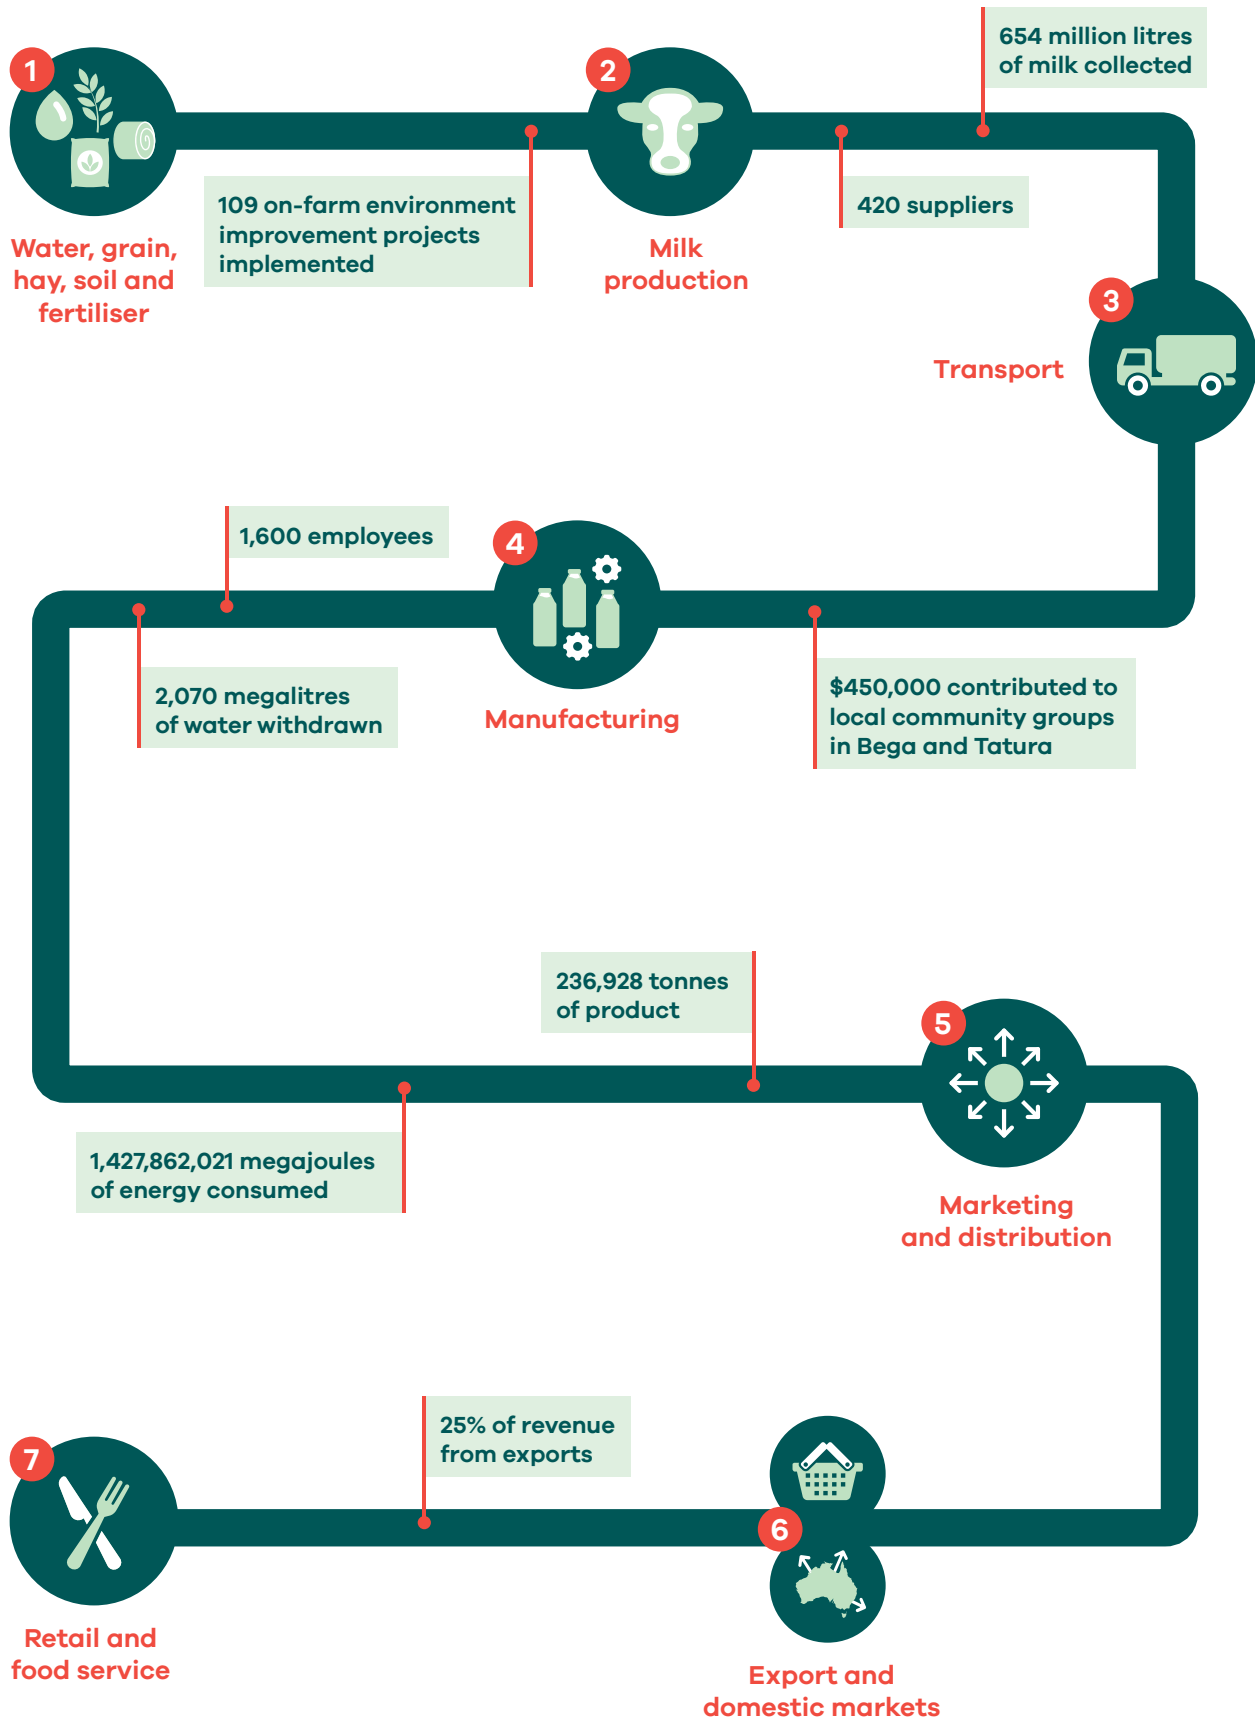 1
Water, grain,
hay, soil and
fertiliser
109 on-farm environment
improvement projects
implemented
2
Milk
production
420 suppliers
654 million litres
of milk collected
3
Transport
$450,000 contributed to
local community groups
in Bega and Tatura
4
Manufacturing
1,600 employees
2,070 megalitres
of water withdrawn
1,427,862,021 megajoules
of energy consumed
236,928 tonnes
of product
5
Marketing
and distribution
6
Export and
domestic markets
25% of revenue
from exports
7
Retail and
food service